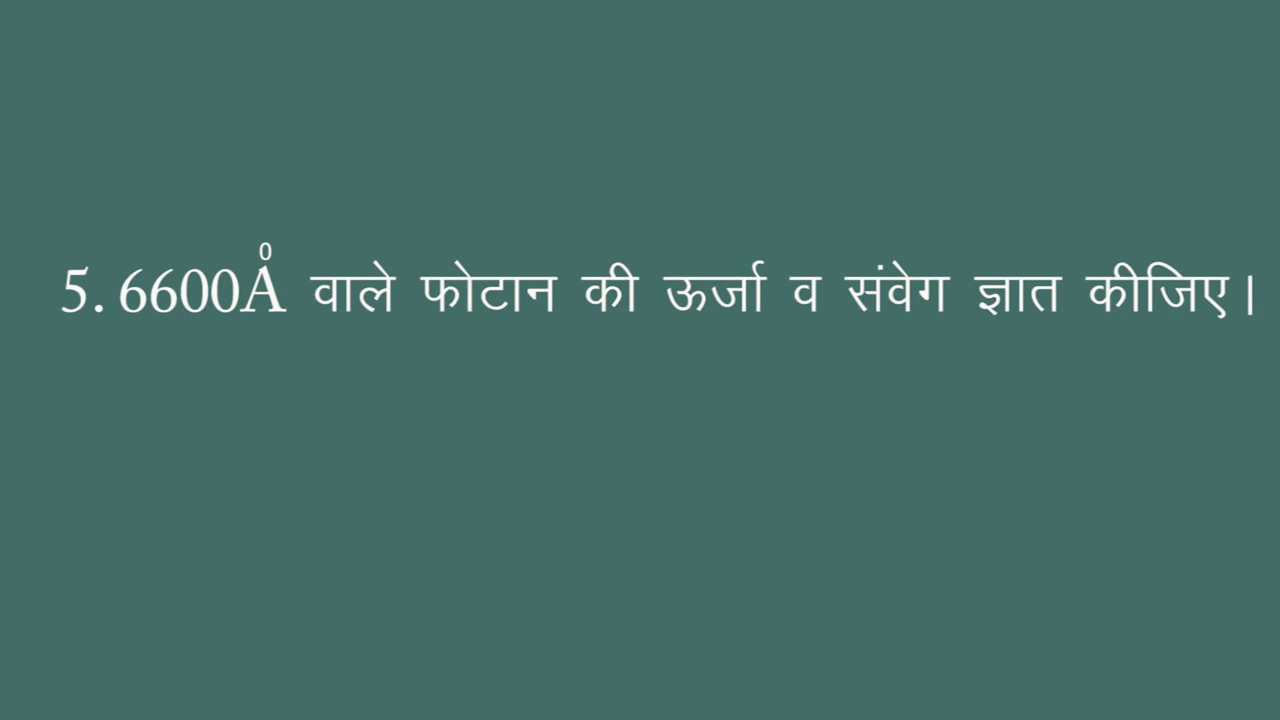 5. 6600Å वाले फोटान की ऊर्जा व संवेग ज्ञात कीजिए।